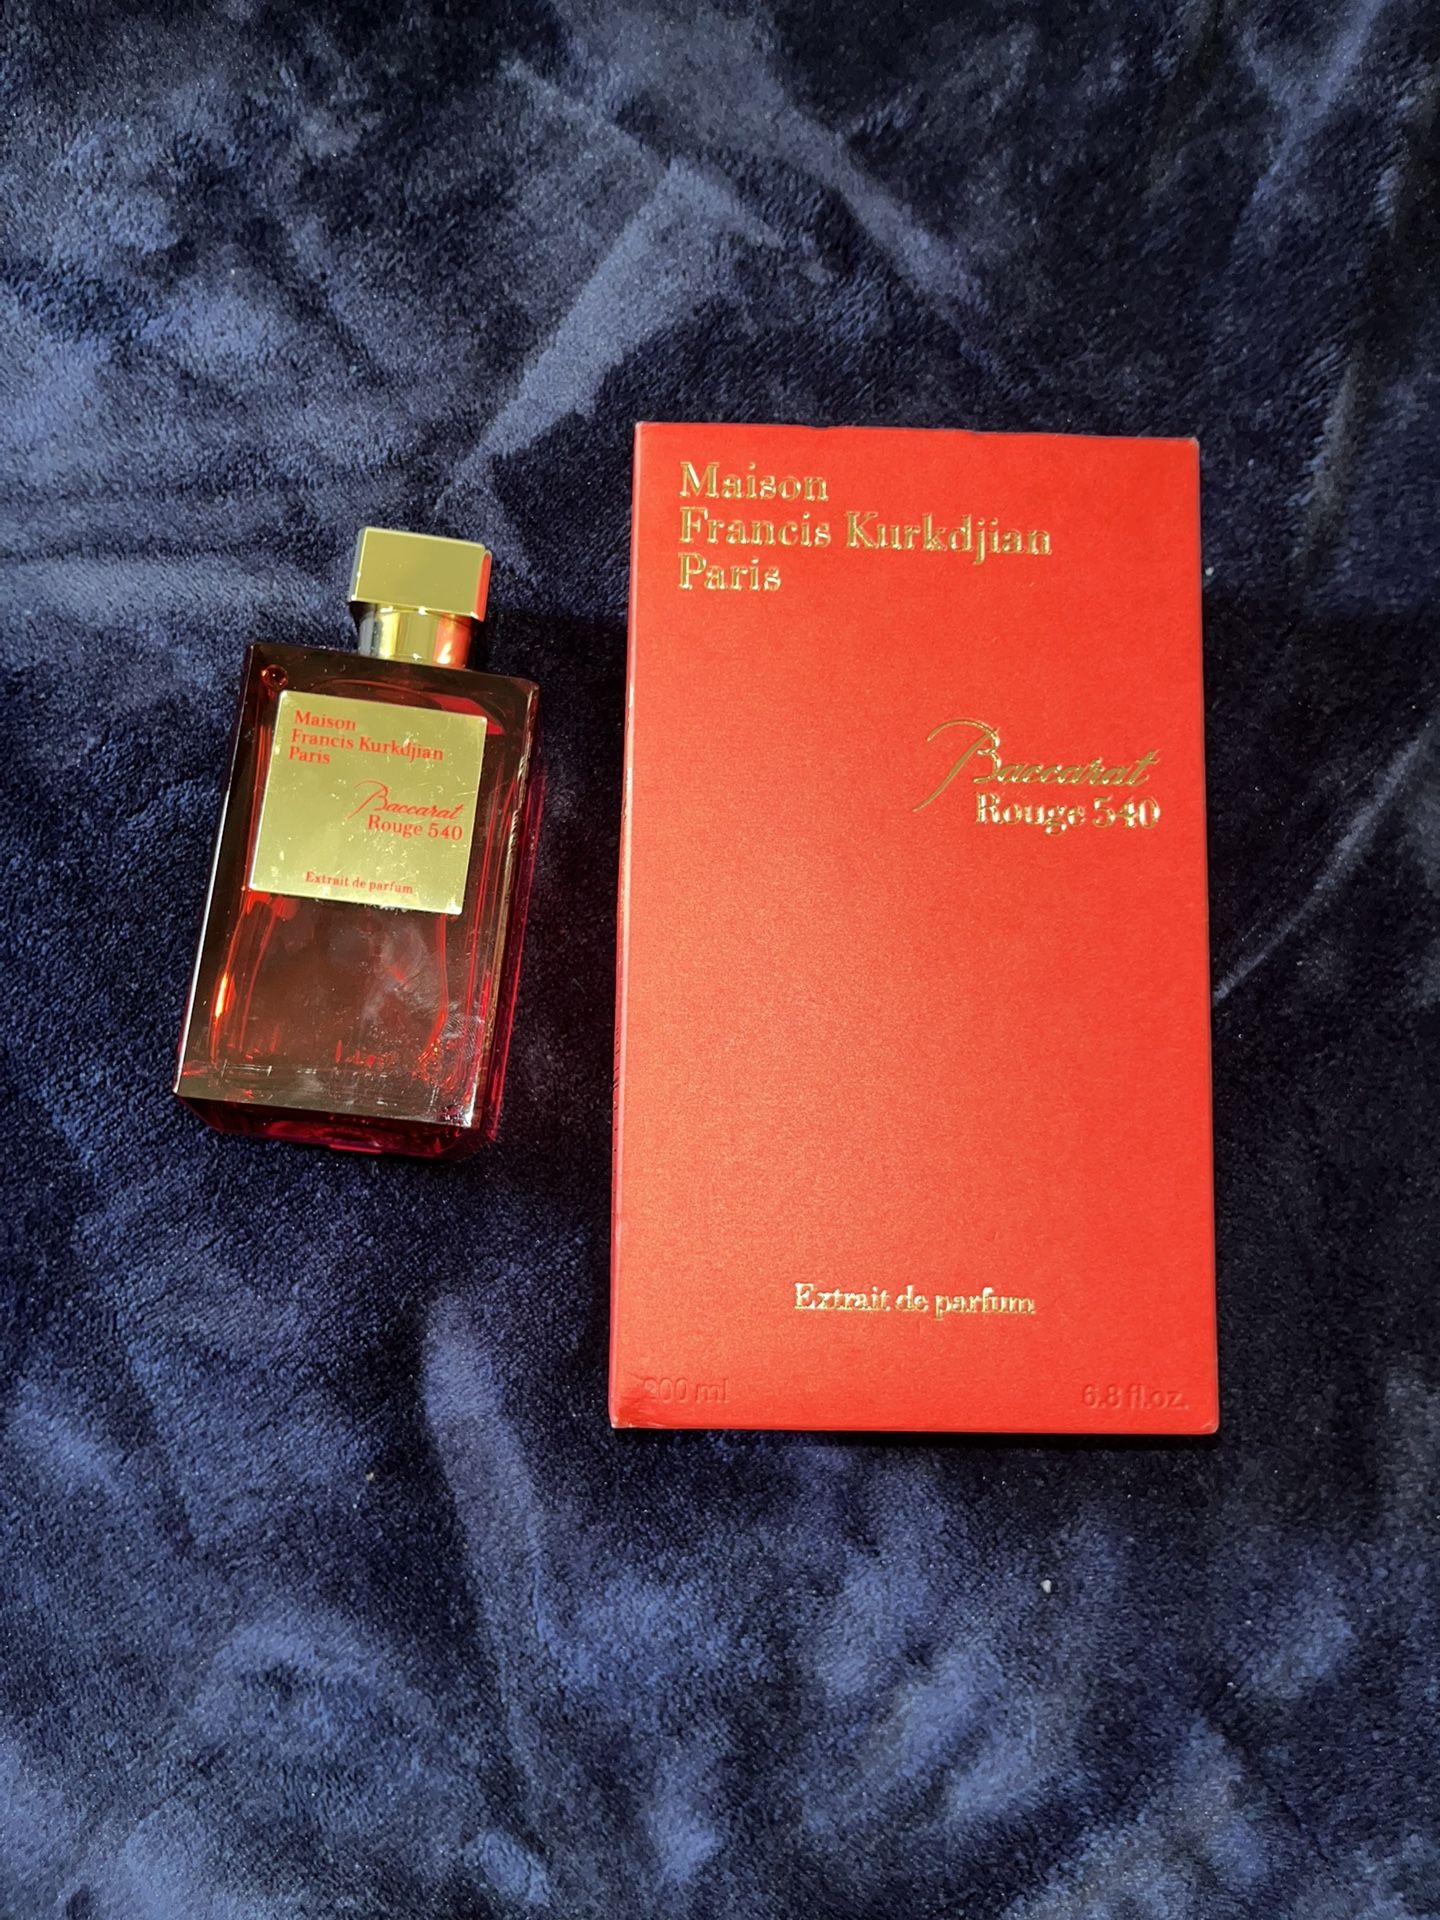 Maison
Francis Kurkdjian
Paris
Baccarat
Rouge 540
Extrait de parfum
Maison
Francis Kurkdjian
Paris
Baccarat
Rouge 540
Extrait de parfum
200 ml
6.8 fl.oz.